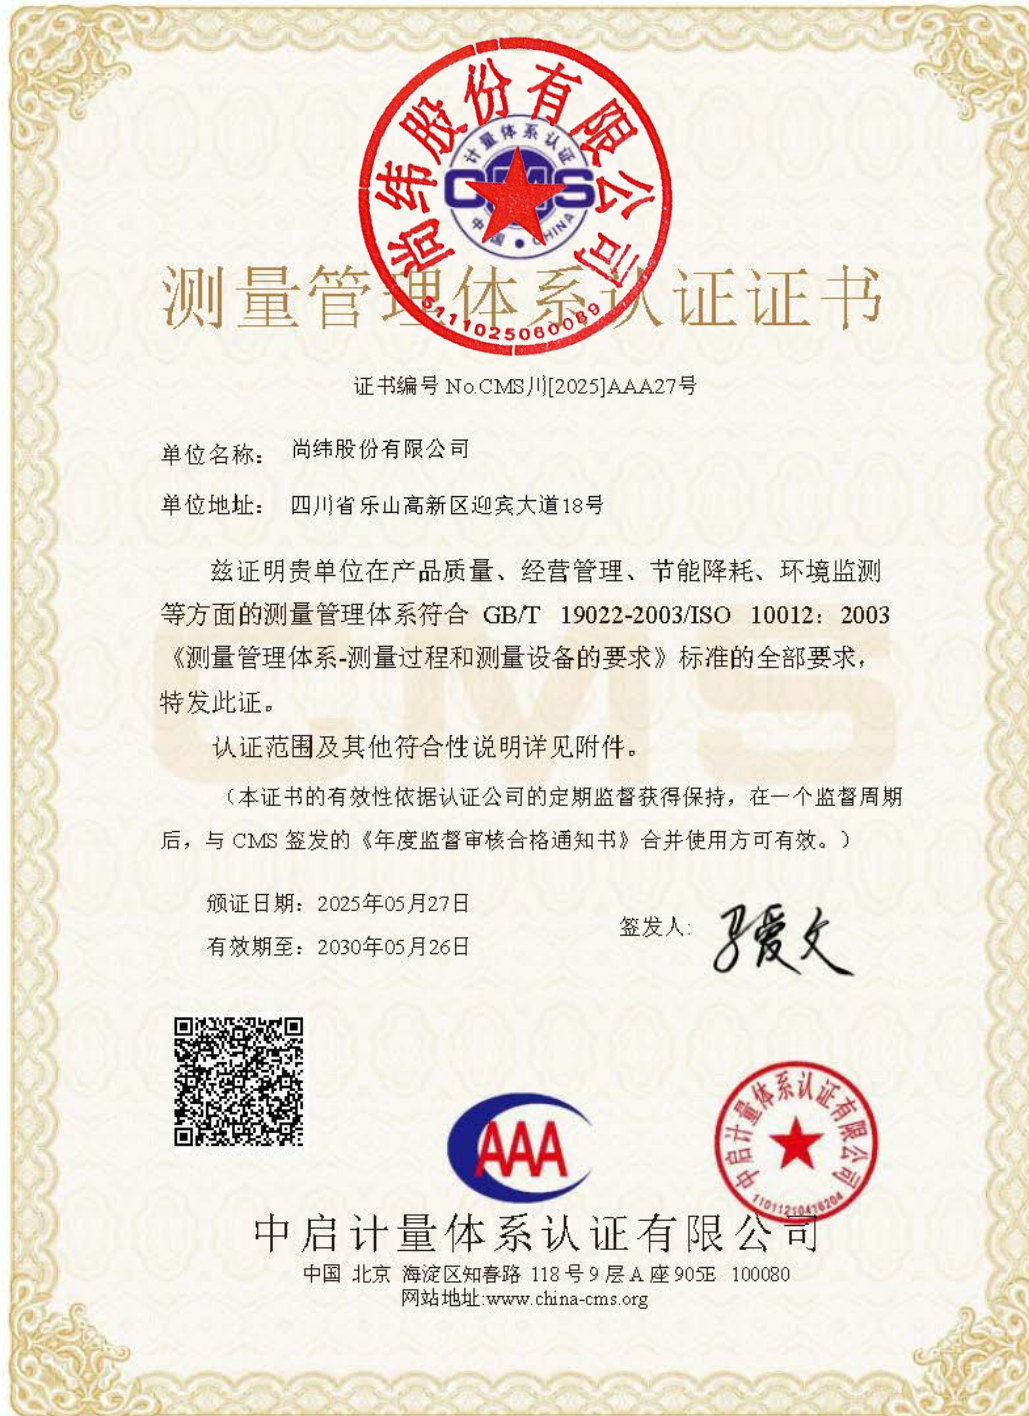 尚纬股份有限公司
计量体系认证
CMS
中国 CHINA
5111025060089
测量管理体系认证证书
证书编号 No.CMS川[2025]AAA27号
单位名称： 尚纬股份有限公司
单位地址： 四川省乐山高新区迎宾大道18号
兹证明贵单位在产品质量、经营管理、节能降耗、环境监测
等方面的测量管理体系符合 GB/T 19022-2003/ISO 10012：2003
《测量管理体系-测量过程和测量设备的要求》标准的全部要求，
特发此证。
认证范围及其他符合性说明详见附件。
（本证书的有效性依据认证公司的定期监督获得保持，在一个监督周期
后，与 CMS 签发的《年度监督审核合格通知书》合并使用方可有效。）
颁证日期：2025年05月27日
有效期至：2030年05月26日
签发人:
CMS
AAA
中启计量体系认证有限公司
中启计量体系认证有限公司
中国 北京 海淀区知春路 118 号 9 层 A 座 905E 100080
网站地址:www.china-cms.org